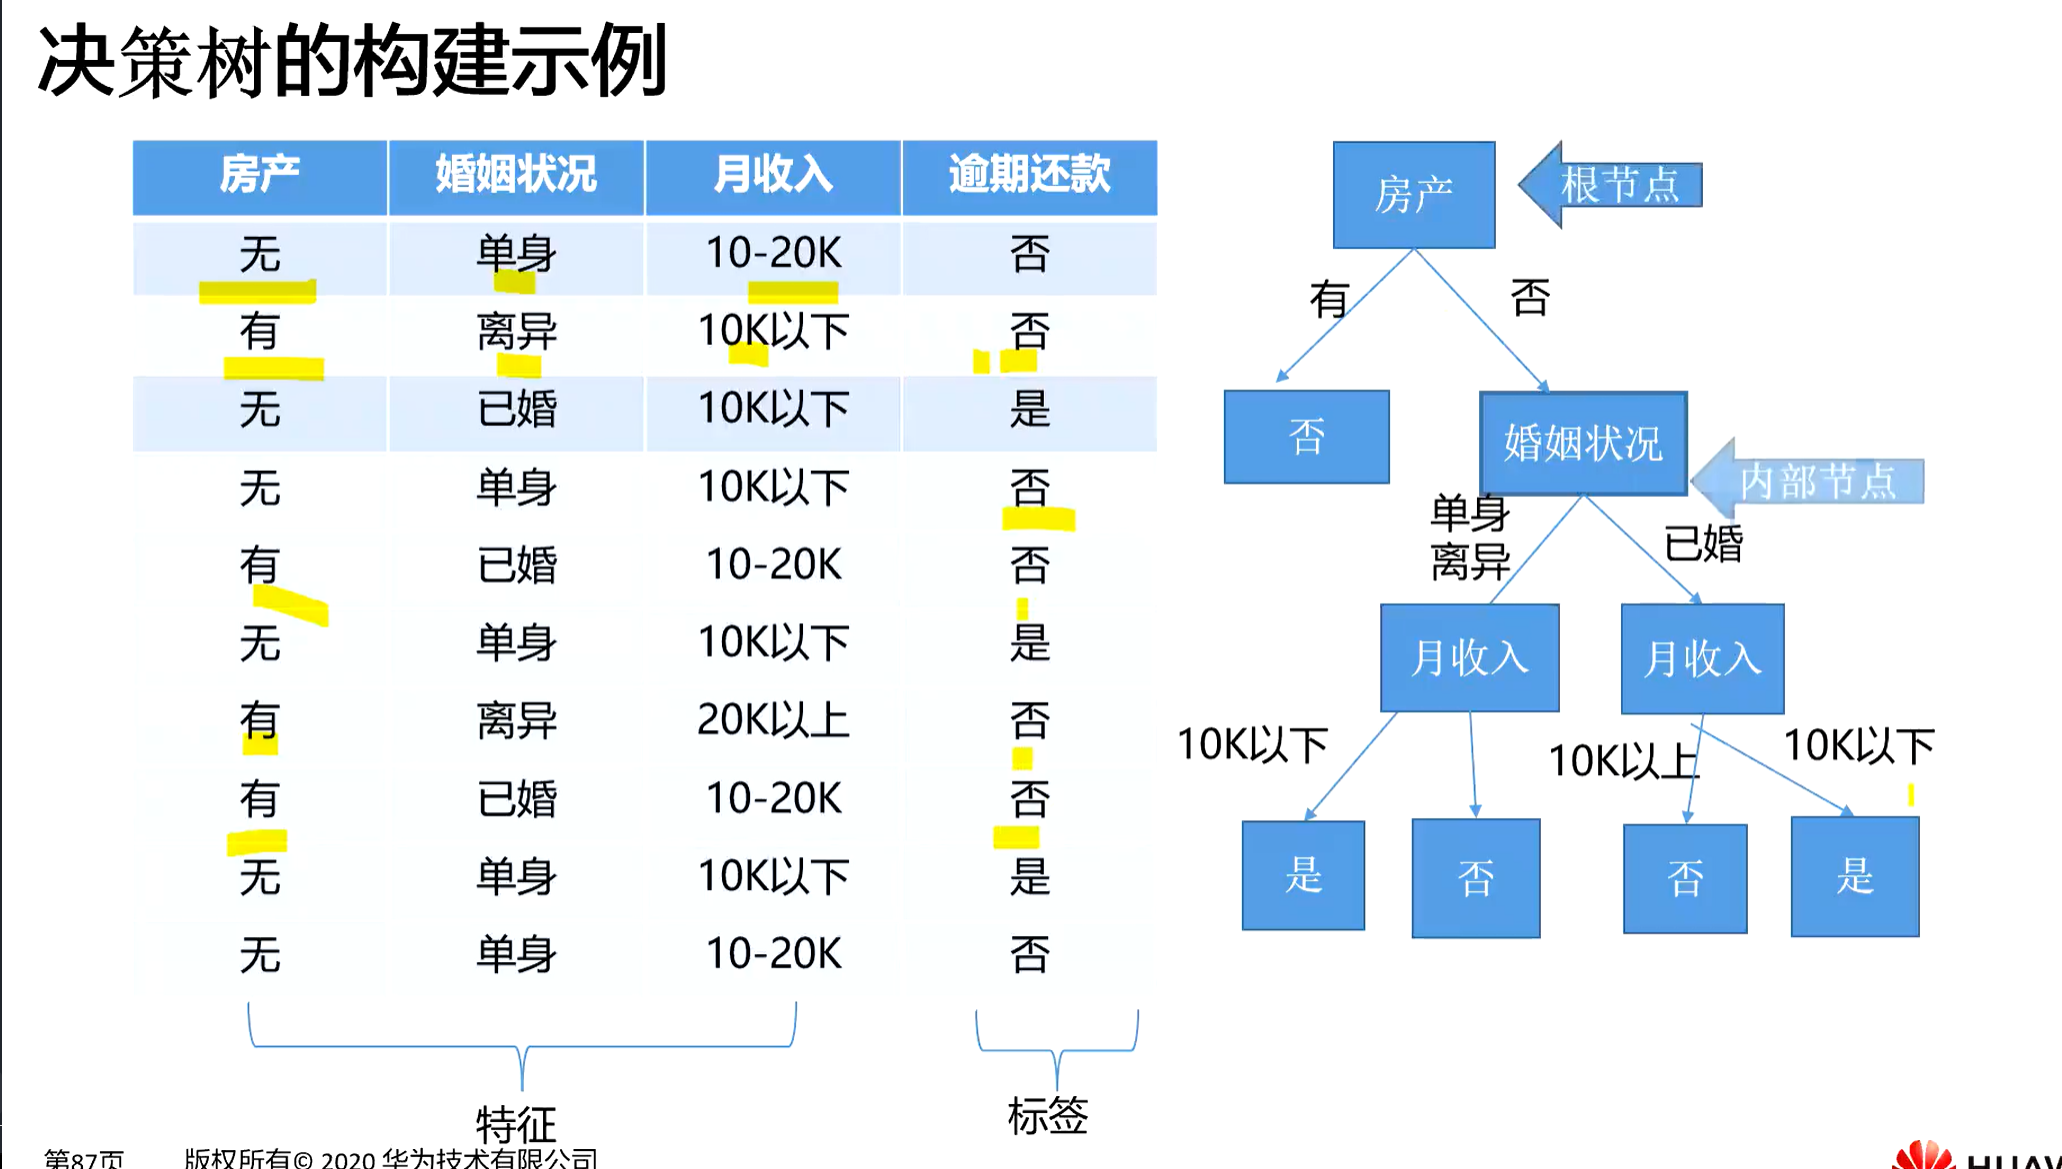 决策树的构建示例
房产 婚姻状况 月收入 逾期还款
无 单身 10-20K 否
有 离异 10K以下 否
无 已婚 10K以下 是
无 单身 10K以下 否
有 已婚 10-20K 否
无 单身 10K以下 是
有 离异 20K以上 否
有 已婚 10-20K 否
无 单身 10K以下 是
无 单身 10-20K 否
特征
标签
房产
根节点
有
否
否
婚姻状况
内部节点
单身
离异
已婚
月收入
月收入
10K以下
10K以上
10K以下
是
否
否
是
第87页 版权所有© 2020 华为技术有限公司